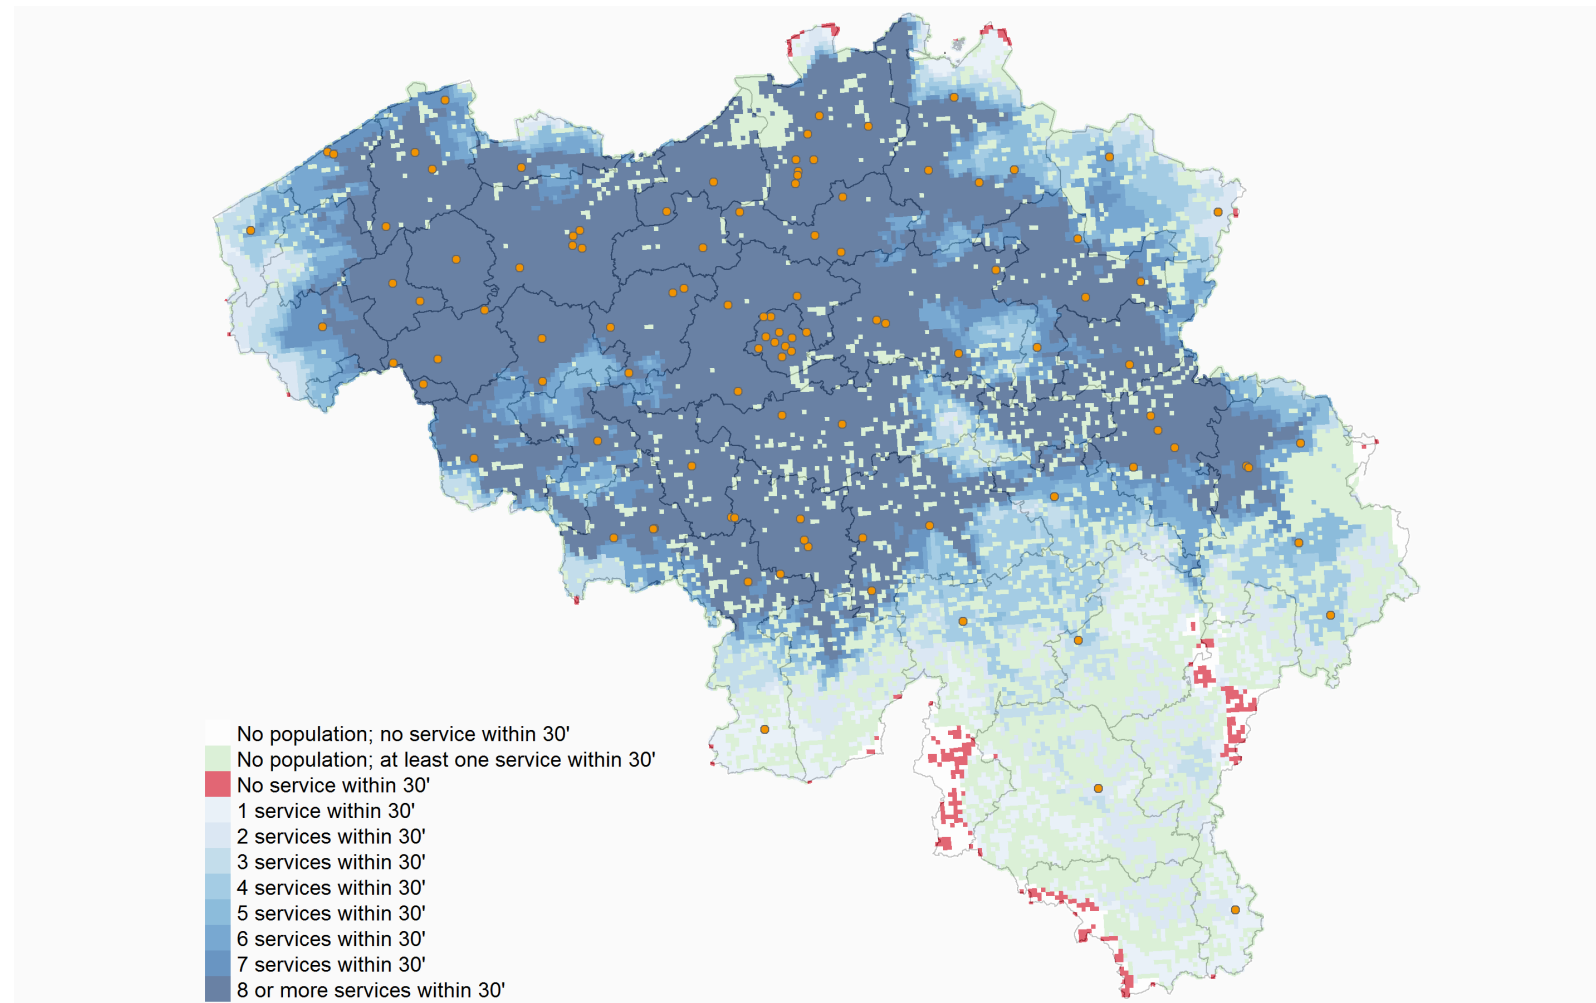 No population; no service within 30'
No population; at least one service within 30'
No service within 30'
1 service within 30'
2 services within 30'
3 services within 30'
4 services within 30'
5 services within 30'
6 services within 30'
7 services within 30'
8 or more services within 30'